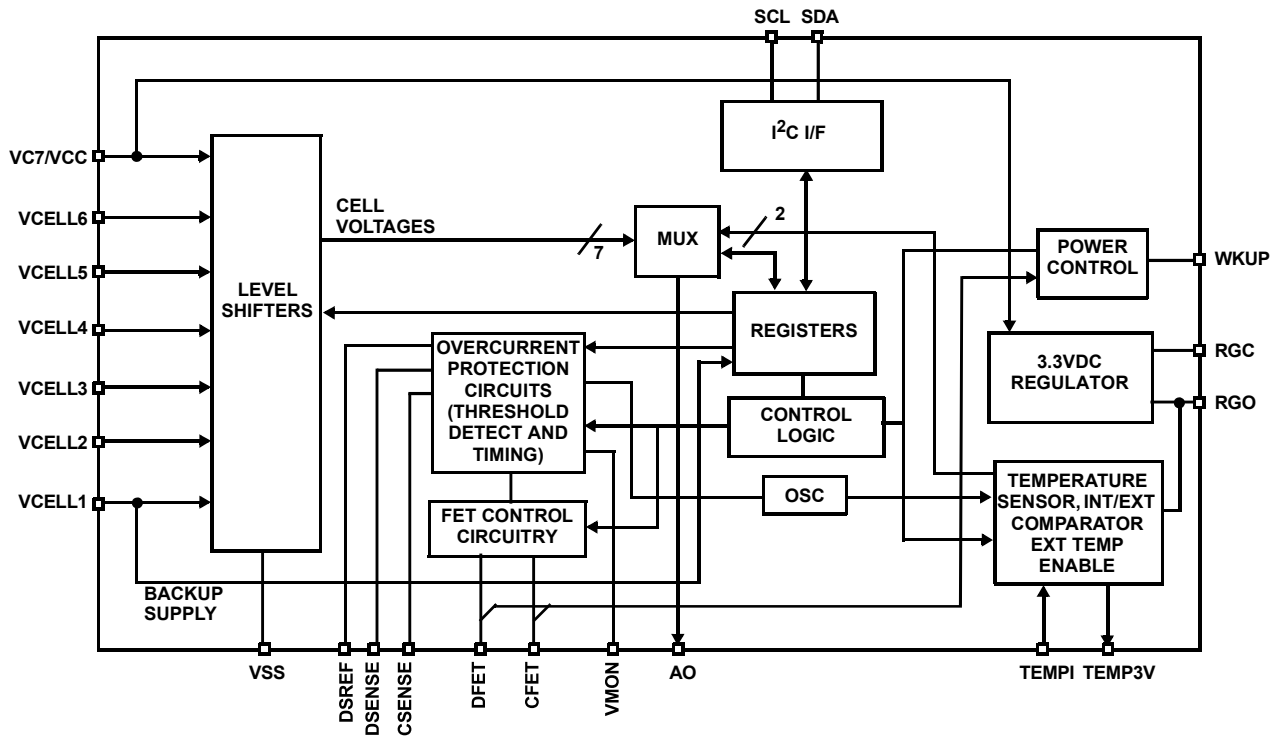 SCL SDA
I2C I/F
VC7/VCC
VCELL6
VCELL5
VCELL4
VCELL3
VCELL2
VCELL1
LEVEL
SHIFTERS
CELL
VOLTAGES
7
MUX
2
REGISTERS
POWER
CONTROL
WKUP
3.3VDC
REGULATOR
RGC
RGO
OVERCURRENT
PROTECTION
CIRCUITS
(THRESHOLD
DETECT AND
TIMING)
CONTROL
LOGIC
OSC
TEMPERATURE
SENSOR, INT/EXT
COMPARATOR
EXT TEMP
ENABLE
FET CONTROL
CIRCUITRY
BACKUP
SUPPLY
VSS
DSREF
DSENSE
CSENSE
DFET
CFET
VMON
AO
TEMPI TEMP3V